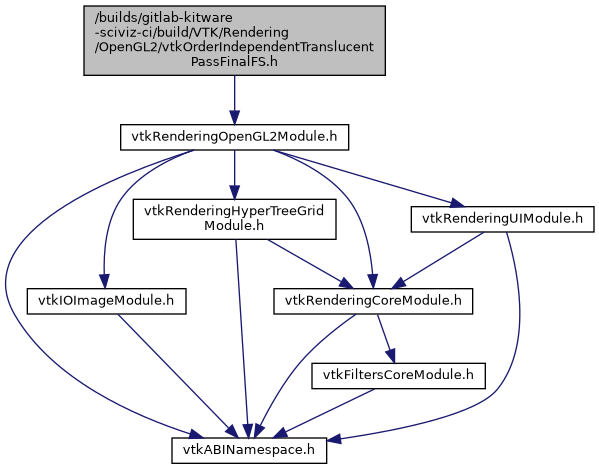 /builds/gitlab-kitware
-sciviz-ci/build/VTK/Rendering
/OpenGL2/vtkOrderIndependentTranslucent
PassFinalFS.h
vtkRenderingOpenGL2Module.h
vtkRenderingHyperTreeGrid
Module.h
vtkRenderingUIModule.h
vtkIOImageModule.h
vtkRenderingCoreModule.h
vtkFiltersCoreModule.h
vtkABINamespace.h